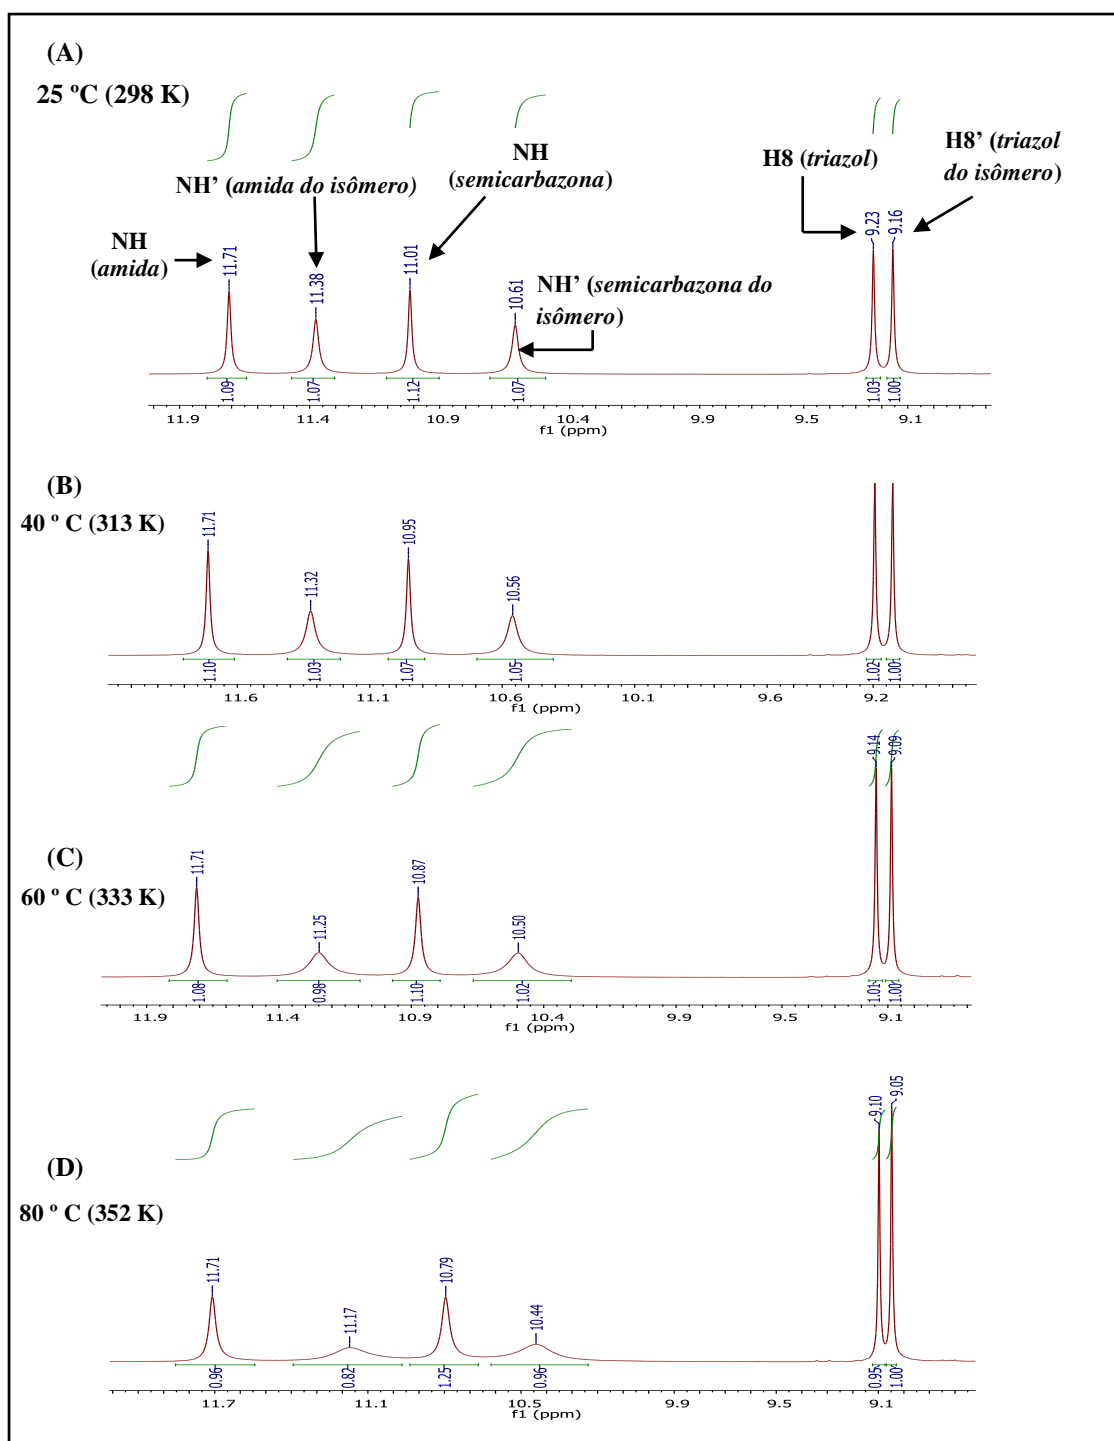 (A)
25 ºC (298 K)
NH
(amida)
NH’ (amida do isômero)
NH
(semicarbazona)
NH’ (semicarbazona do
isômero)
H8 (triazol)
H8’ (triazol
do isômero)
11.71
11.38
11.01
10.61
9.23
9.16
1.09
1.07
1.12
1.07
1.03
1.00
11.9 11.4 10.9 10.4 9.9 9.5 9.1
f1 (ppm)
(B)
40 º C (313 K)
11.71
11.32
10.95
10.56
1.10
1.03
1.07
1.05
1.02
1.00
11.6 11.1 10.6 10.1 9.6 9.2
f1 (ppm)
(C)
60 º C (333 K)
11.71
11.25
10.87
10.50
9.14
9.09
1.08
0.98
1.10
1.02
1.01
1.00
11.9 11.4 10.9 10.4 9.9 9.5 9.1
f1 (ppm)
(D)
80 º C (352 K)
11.71
11.17
10.79
10.44
9.10
9.05
0.96
0.82
1.25
0.96
0.95
1.00
11.7 11.1 10.5 9.9 9.5 9.1
f1 (ppm)